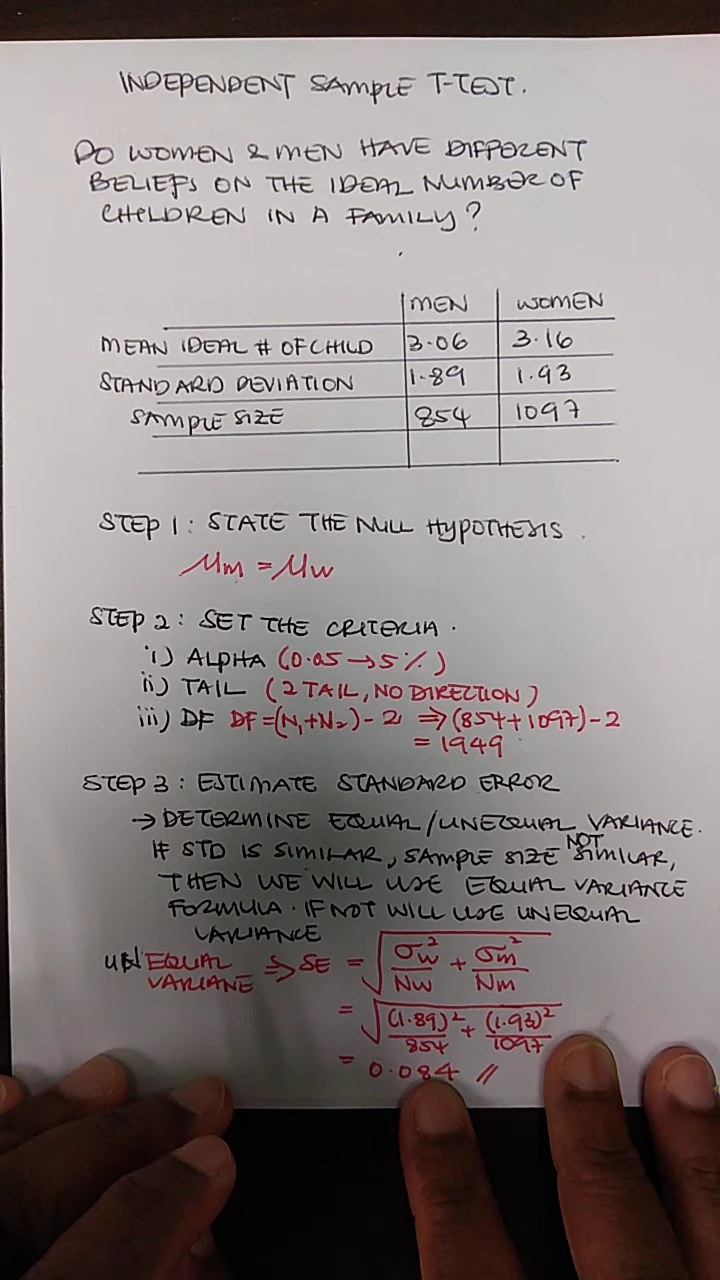 INDEPENDENT SAMPLE T-TEST.
DO WOMEN & MEN HAVE DIFFERENT
BELIEFS ON THE IDEAL NUMBER OF
CHILDREN IN A FAMILY?
MEN WOMEN
MEAN IDEAL # OF CHILD 3.06 3.16
STANDARD DEVIATION 1.89 1.93
SAMPLE SIZE 854 1097
STEP 1: STATE THE NULL HYPOTHESIS.
μm = μw
STEP 2: SET THE CRITERIA.
i) ALPHA (0.05 → 5%)
ii) TAIL (2 TAIL, NO DIRECTION)
iii) DF DF=(N₁+N₂)-2 ⇒ (854+1097)-2
= 1949
STEP 3: ESTIMATE STANDARD ERROR
→ DETERMINE EQUAL/UNEQUAL VARIANCE.
IF STD IS SIMILAR, SAMPLE SIZE NOT SIMILAR,
THEN WE WILL USE EQUAL VARIANCE
FORMULA. IF NOT WILL USE UNEQUAL
VARIANCE
UNEQUAL VARIANE ⇒ SE = √(σw²/Nw + σm²/Nm)
= √((1.89)²/854 + (1.93)²/1097)
= 0.084 //